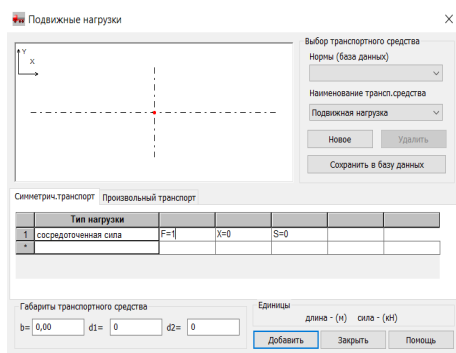 Подвижные нагрузки
Y
X
Выбор транспортного средства
Нормы (база данных)
Наименование трансп.средства
Подвижная нагрузка
Новое Удалить
Сохранить в базу данных
Симметрич.транспорт Произвольный транспорт
Тип нагрузки
1 сосредоточенная сила F=1 X=0 S=0
*
Габариты транспортного средства
b= 0,00 d1= 0 d2= 0
Единицы
длина - (м) сила - (кН)
Добавить Закрыть Помощь